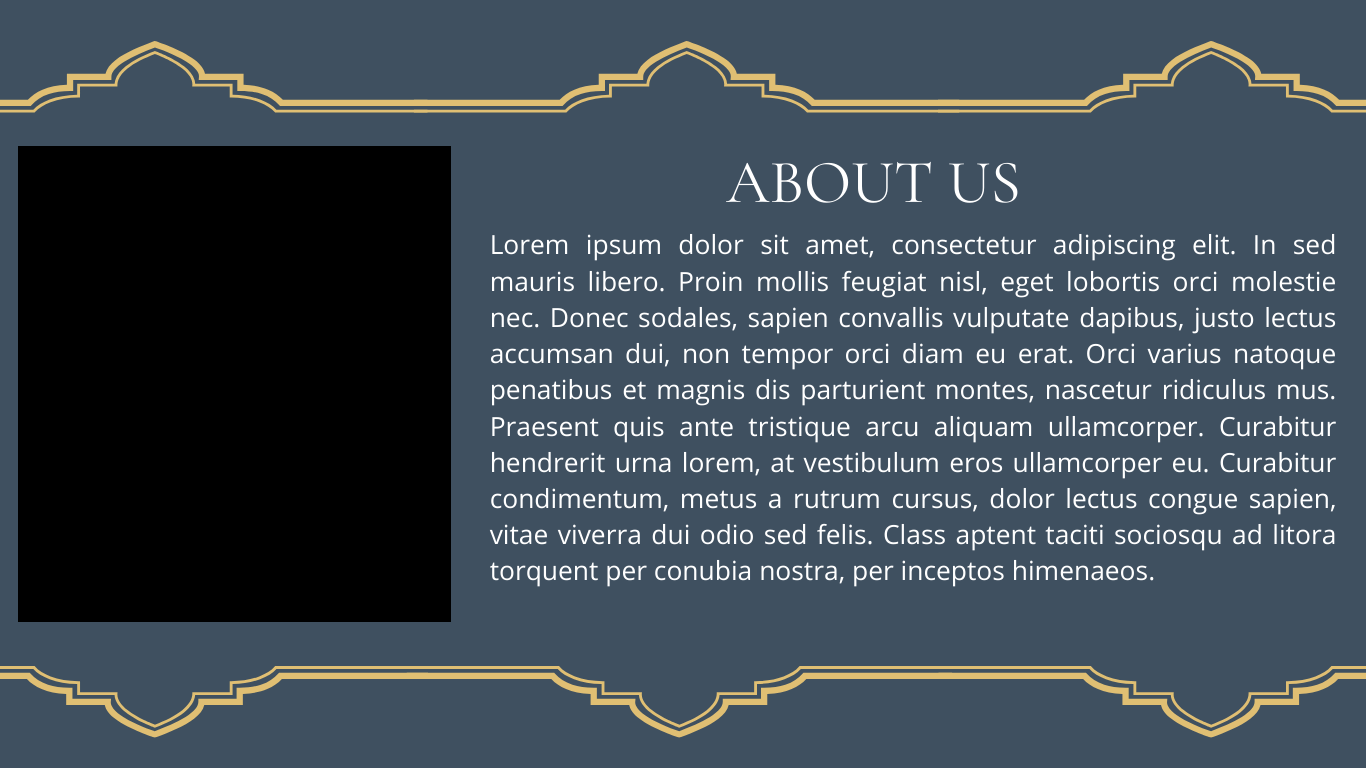 ABOUT US
Lorem ipsum dolor sit amet, consectetur adipiscing elit. In sed
mauris libero. Proin mollis feugiat nisl, eget lobortis orci molestie
nec. Donec sodales, sapien convallis vulputate dapibus, justo lectus
accumsan dui, non tempor orci diam eu erat. Orci varius natoque
penatibus et magnis dis parturient montes, nascetur ridiculus mus.
Praesent quis ante tristique arcu aliquam ullamcorper. Curabitur
hendrerit urna lorem, at vestibulum eros ullamcorper eu. Curabitur
condimentum, metus a rutrum cursus, dolor lectus congue sapien,
vitae viverra dui odio sed felis. Class aptent taciti sociosqu ad litora
torquent per conubia nostra, per inceptos himenaeos.